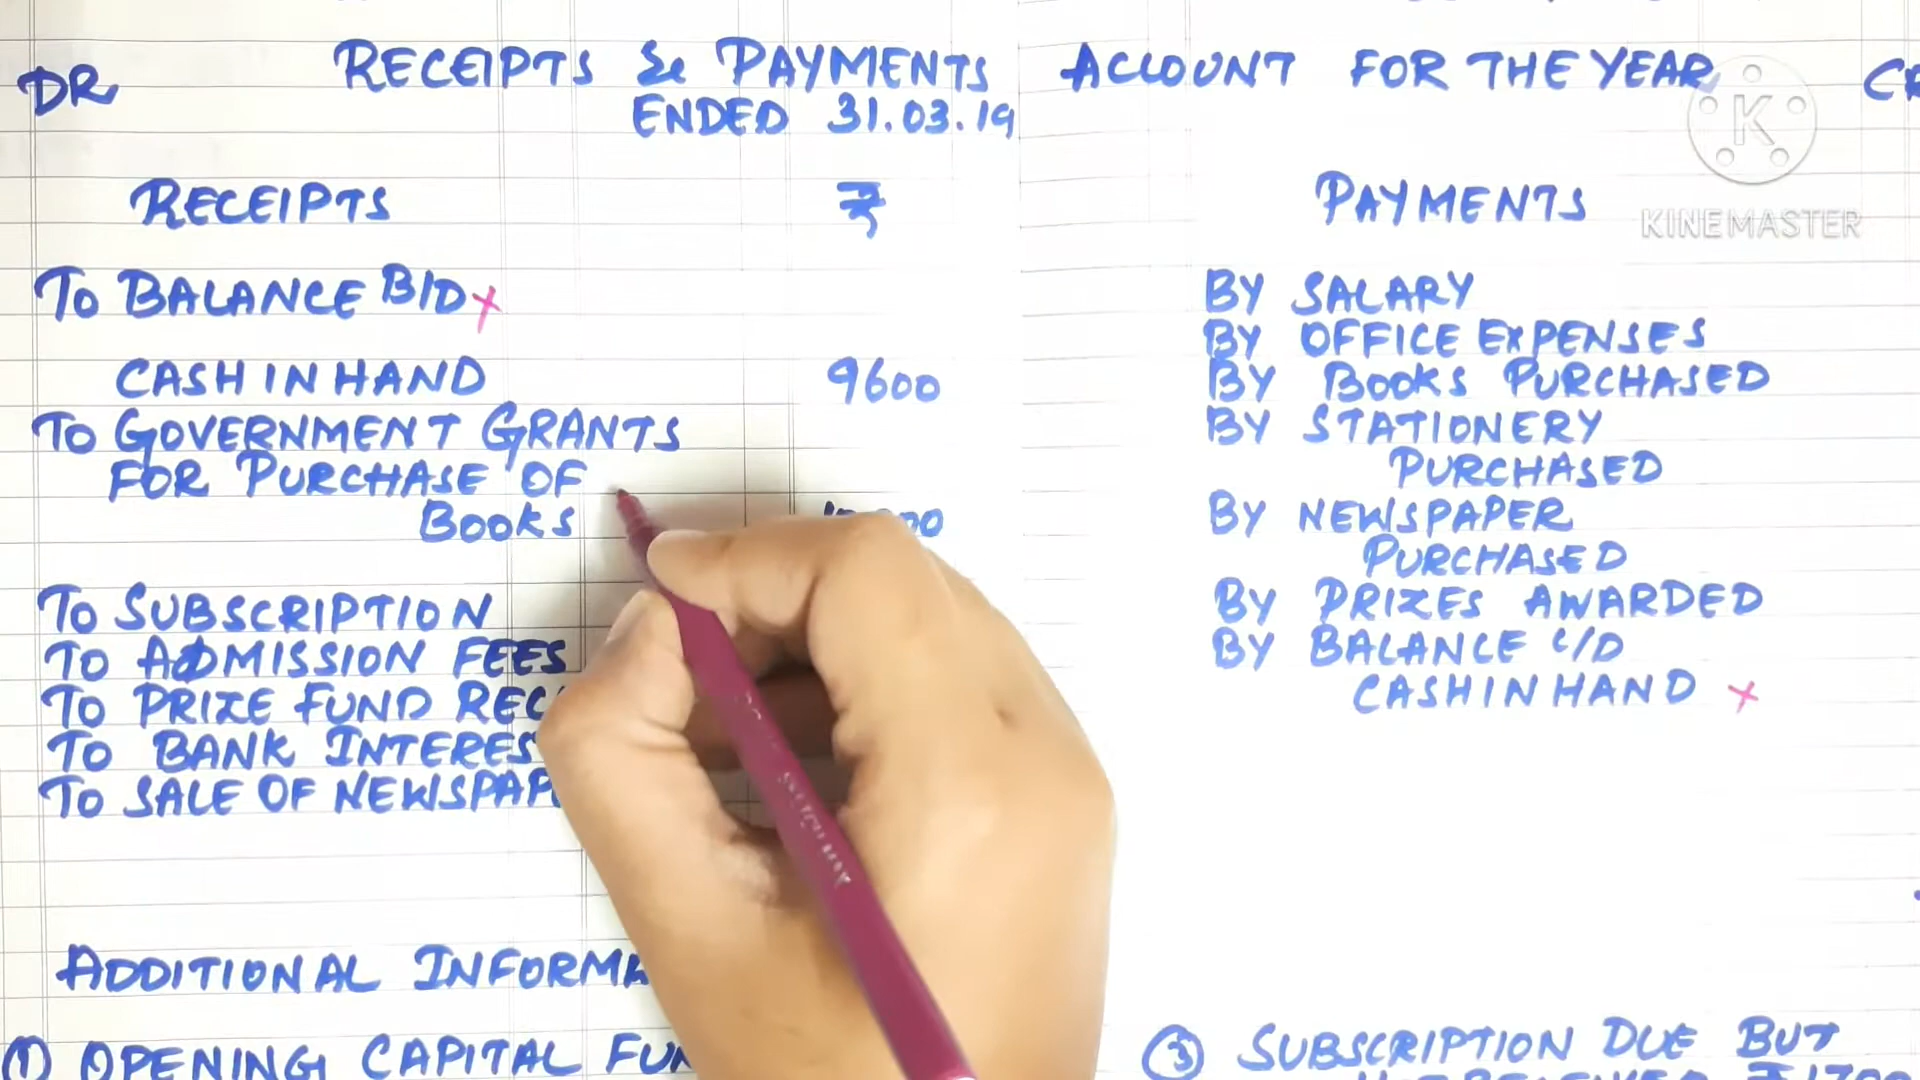 DR RECEIPTS & PAYMENTS ACCOUNT FOR THE YEAR
ENDED 31.03.19
RECEIPTS ₹
TO BALANCE B/D
CASH IN HAND 9600
TO GOVERNMENT GRANTS
FOR PURCHASE OF
BOOKS
TO SUBSCRIPTION
TO ADMISSION FEES
TO PRIZE FUND
TO BANK
TO SALE OF
ADDITIONAL
① OPENING CAPITAL
PAYMENTS
K
KINEMASTER
BY SALARY
BY OFFICE EXPENSES
BY BOOKS PURCHASED
BY STATIONERY
PURCHASED
BY NEWSPAPER
PURCHASED
BY PRIZES AWARDED
BY BALANCE C/D
CASH IN HAND
③ SUBSCRIPTION DUE BUT